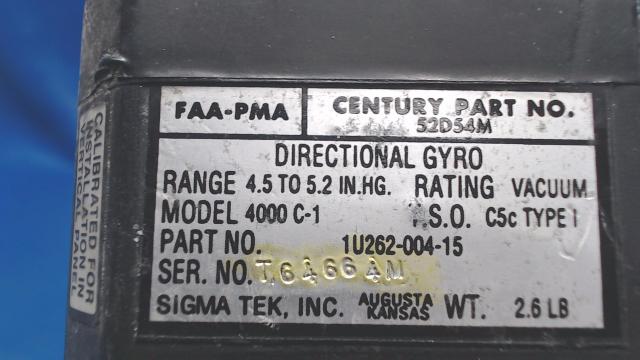 FAA-PMA
CENTURY PART NO.
52D54M
DIRECTIONAL GYRO
RANGE 4.5 TO 5.2 IN.HG. RATING VACUUM
MODEL 4000 C-1 T.S.O. C5c TYPE I
PART NO. 1U262-004-15
SER. NO. T6466AM
SIGMA TEK, INC. AUGUSTA KANSAS WT. 2.6 LB
CALIBRATED FOR
INSTALLATION IN
VERTICAL PANEL